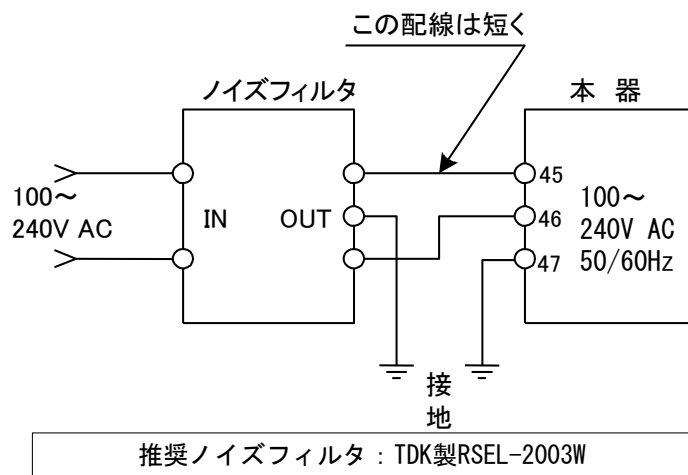 この配線は短く
ノイズフィルタ
本 器
100～
240V AC
IN
OUT
45
46
47
100～
240V AC
50/60Hz
接
地
推奨ノイズフィルタ：TDK製RSEL-2003W